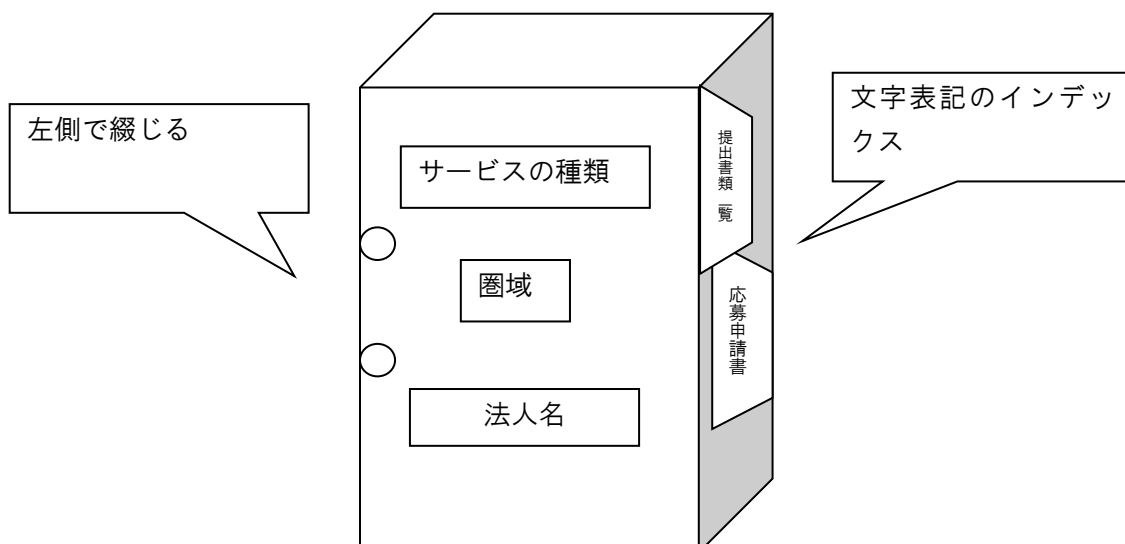 左側で綴じる
サービスの種類
圏域
法人名
提出書類一覧
応募申請書
文字表記のインデッ
クス